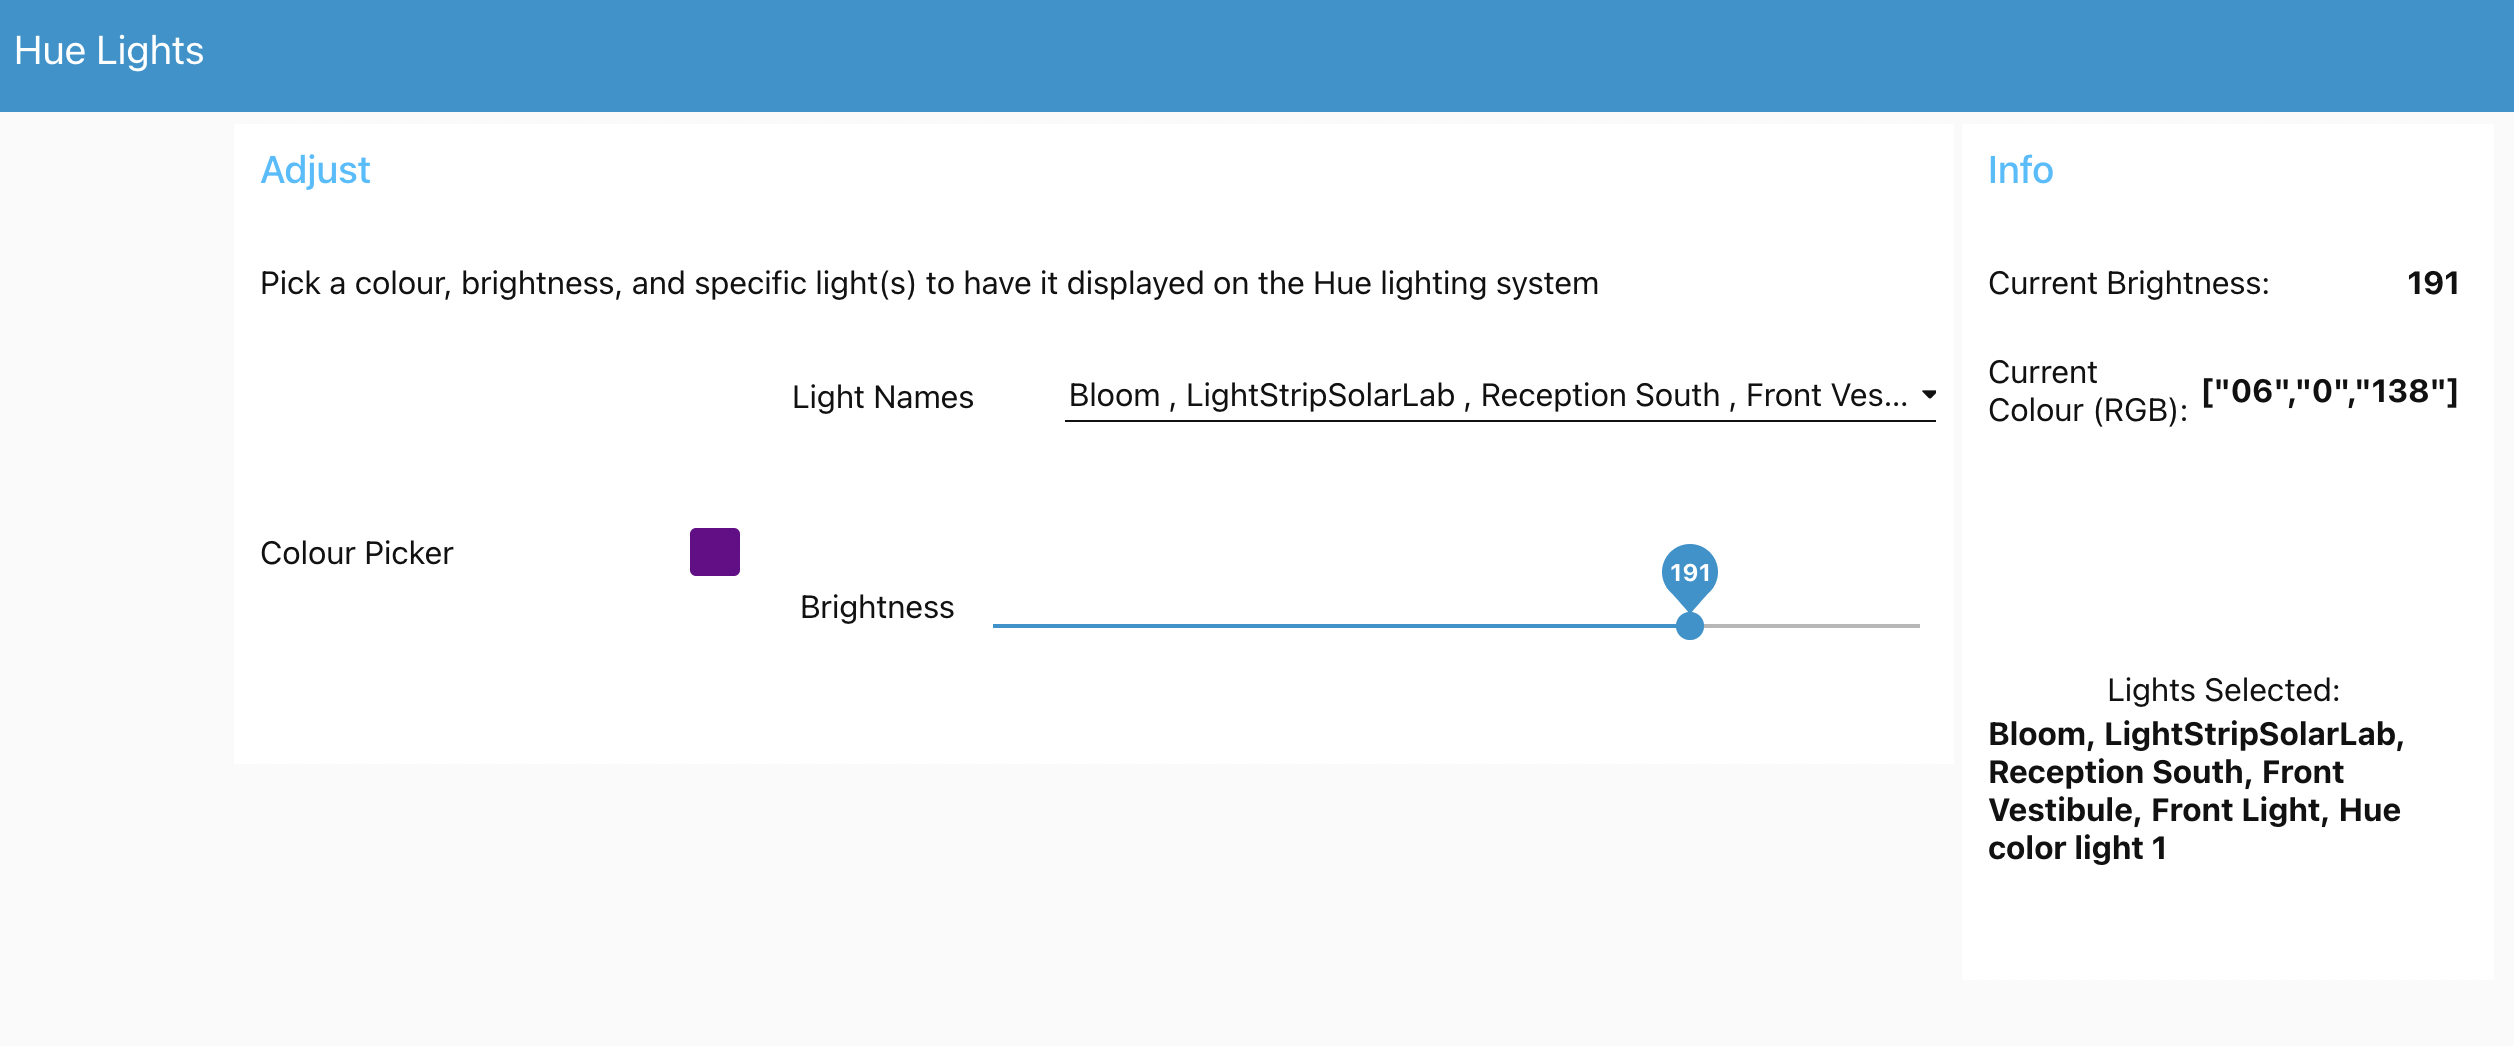 Hue Lights
Adjust
Pick a colour, brightness, and specific light(s) to have it displayed on the Hue lighting system
Light Names
Bloom , LightStripSolarLab , Reception South , Front Ves...
Colour Picker
191
Brightness
Info
Current Brightness:
191
Current
Colour (RGB):
["06","0","138"]
Lights Selected:
Bloom, LightStripSolarLab,
Reception South, Front
Vestibule, Front Light, Hue
color light 1